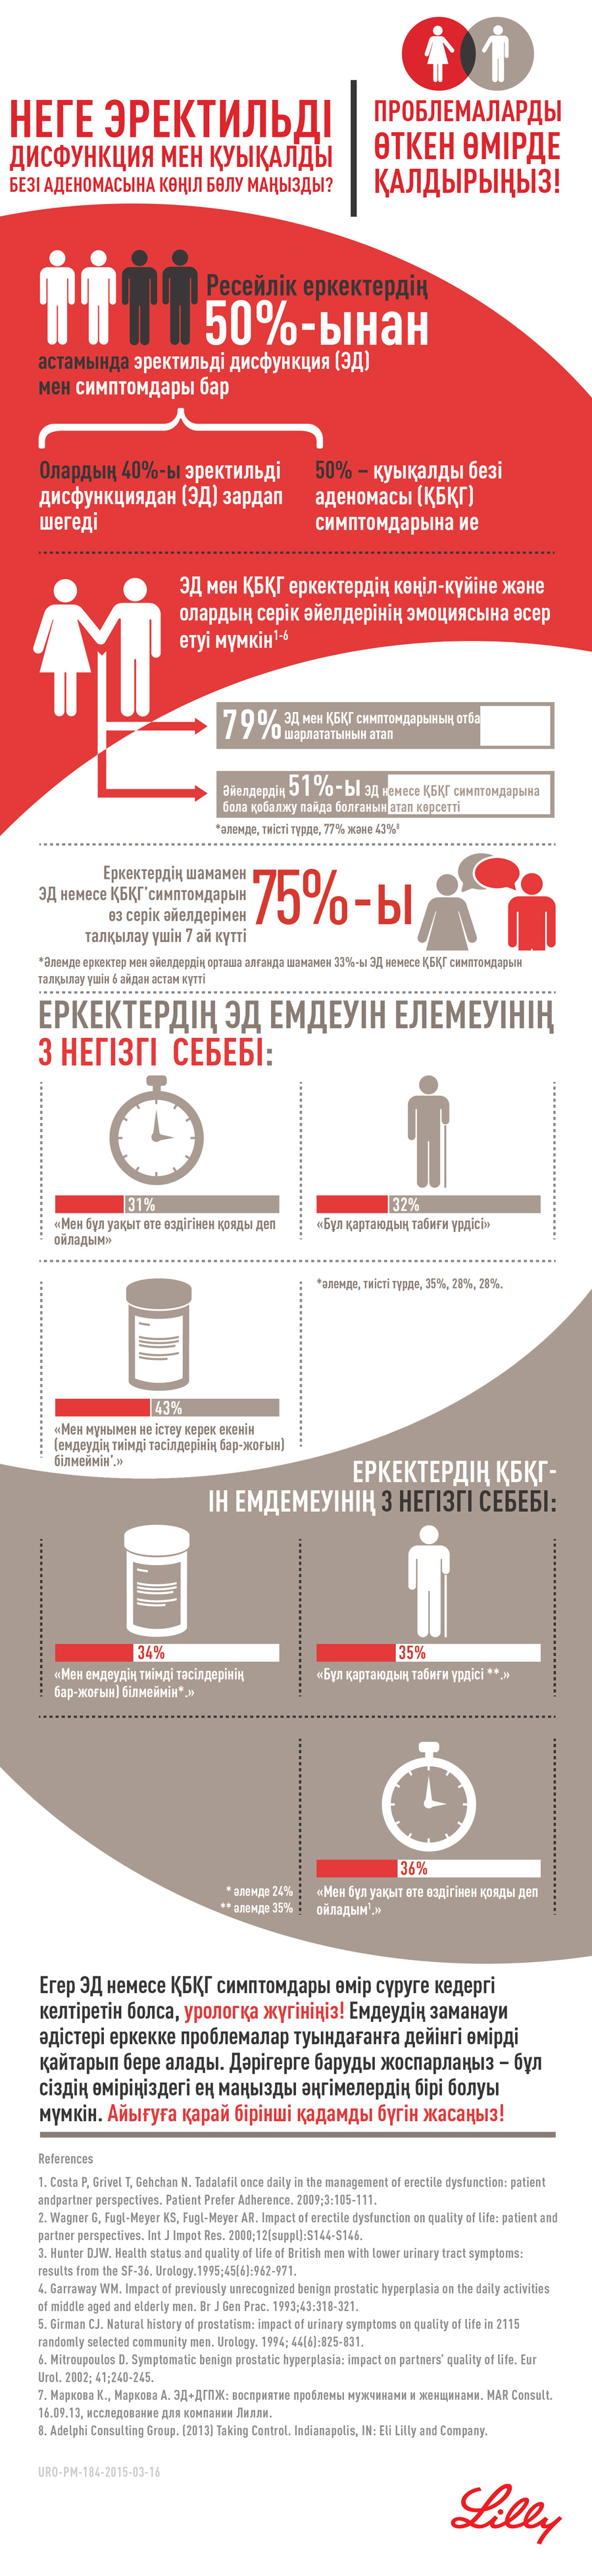 НЕГЕ ЭРЕКТИЛЬДІ
ДИСФУНКЦИЯ МЕН ҚУЫҚАЛДЫ
БЕЗІ АДЕНОМАСЫНА КӨҢІЛ БӨЛУ МАҢЫЗДЫ?
ПРОБЛЕМАЛАРДЫ
ӨТКЕН ӨМІРДЕ
ҚАЛДЫРЫҢЫЗ!
Ресейлік еркектердің
50%-ынан
астамында эректильді дисфункция (ЭД)
мен симптомдары бар
Олардың 40%-ы эректильді
дисфункциядан (ЭД) зардап
шегеді
50% – қуықалды безі
аденомасы (ҚБҚГ)
симптомдарына ие
ЭД мен ҚБҚГ еркектердің көңіл-күйіне және
олардың серік әйелдерінің эмоциясына әсер
етуі мүмкін1-6
79% ЭД мен ҚБҚГ симптомдарының отба
шарлататынын атап
Әйелдердің 51%-ы ЭД немесе ҚБҚГ симптомдарына
бола қобалжу пайда болғанын атап көрсетті
*әлемде, тиісті түрде, 77% және 43%8
Еркектердің шамамен
ЭД немесе ҚБҚГ'симптомдарын
өз серік әйелдерімен
талқылау үшін 7 ай күтті
75%-ы
*Әлемде еркектер мен әйелдердің орташа алғанда шамамен 33%-ы ЭД немесе ҚБҚГ симптомдарын
талқылау үшін 6 айдан астам күтті
ЕРКЕКТЕРДІҢ ЭД ЕМДЕУІН ЕЛЕМЕУІНІҢ
3 НЕГІЗГІ СЕБЕБІ:
31%
«Мен бұл уақыт өте өздігінен қояды деп
ойладым»
32%
«Бұл қартаюдың табиғи үрдісі»
*әлемде, тиісті түрде, 35%, 28%, 28%.
43%
«Мен мұнымен не істеу керек екенін
(емдеудің тиімді тәсілдерінің бар-жоғын)
білмеймін'.»
ЕРКЕКТЕРДІҢ ҚБҚГ-
ІН ЕМДЕМЕУІНІҢ 3 НЕГІЗГІ СЕБЕБІ:
34%
«Мен емдеудің тиімді тәсілдерінің
бар-жоғын) білмеймін*.»
35%
«Бұл қартаюдың табиғи үрдісі **.»
36%
«Мен бұл уақыт өте өздігінен қояды деп
ойладым1.»
* әлемде 24%
** әлемде 35%
Егер ЭД немесе ҚБҚГ симптомдары өмір сүруге кедергі
келтіретін болса, урологқа жүгініңіз! Емдеудің заманауи
әдістері еркекке проблемалар туындағанға дейінгі өмірді
қайтарып бере алады. Дәрігерге баруды жоспарлаңыз – бұл
сіздің өміріңіздегі ең маңызды әңгімелердің бірі болуы
мүмкін. Айығуға қарай бірінші қадамды бүгін жасаңыз!
References
1. Costa P, Grivel T, Gehchan N. Tadalafil once daily in the management of erectile dysfunction: patient
andpartner perspectives. Patient Prefer Adherence. 2009;3:105-111.
2. Wagner G, Fugl-Meyer KS, Fugl-Meyer AR. Impact of erectile dysfunction on quality of life: patient and
partner perspectives. Int J Impot Res. 2000;12(suppl):S144-S146.
3. Hunter DJW. Health status and quality of life of British men with lower urinary tract symptoms:
results from the SF-36. Urology.1995;45(6):962-971.
4. Garraway WM. Impact of previously unrecognized benign prostatic hyperplasia on the daily activities
of middle aged and elderly men. Br J Gen Prac. 1993;43:318-321.
5. Girman CJ. Natural history of prostatism: impact of urinary symptoms on quality of life in 2115
randomly selected community men. Urology. 1994; 44(6):825-831.
6. Mitroupoulos D. Symptomatic benign prostatic hyperplasia: impact on partners' quality of life. Eur
Urol. 2002; 41;240-245.
7. Маркова К., Маркова А. ЭД+ДГПЖ: восприятие проблемы мужчинами и женщинами. MAR Consult.
16.09.13, исследование для компании Лилли.
8. Adelphi Consulting Group. (2013) Taking Control. Indianapolis, IN: Eli Lilly and Company.
URO-PM-184-2015-03-16
Lilly